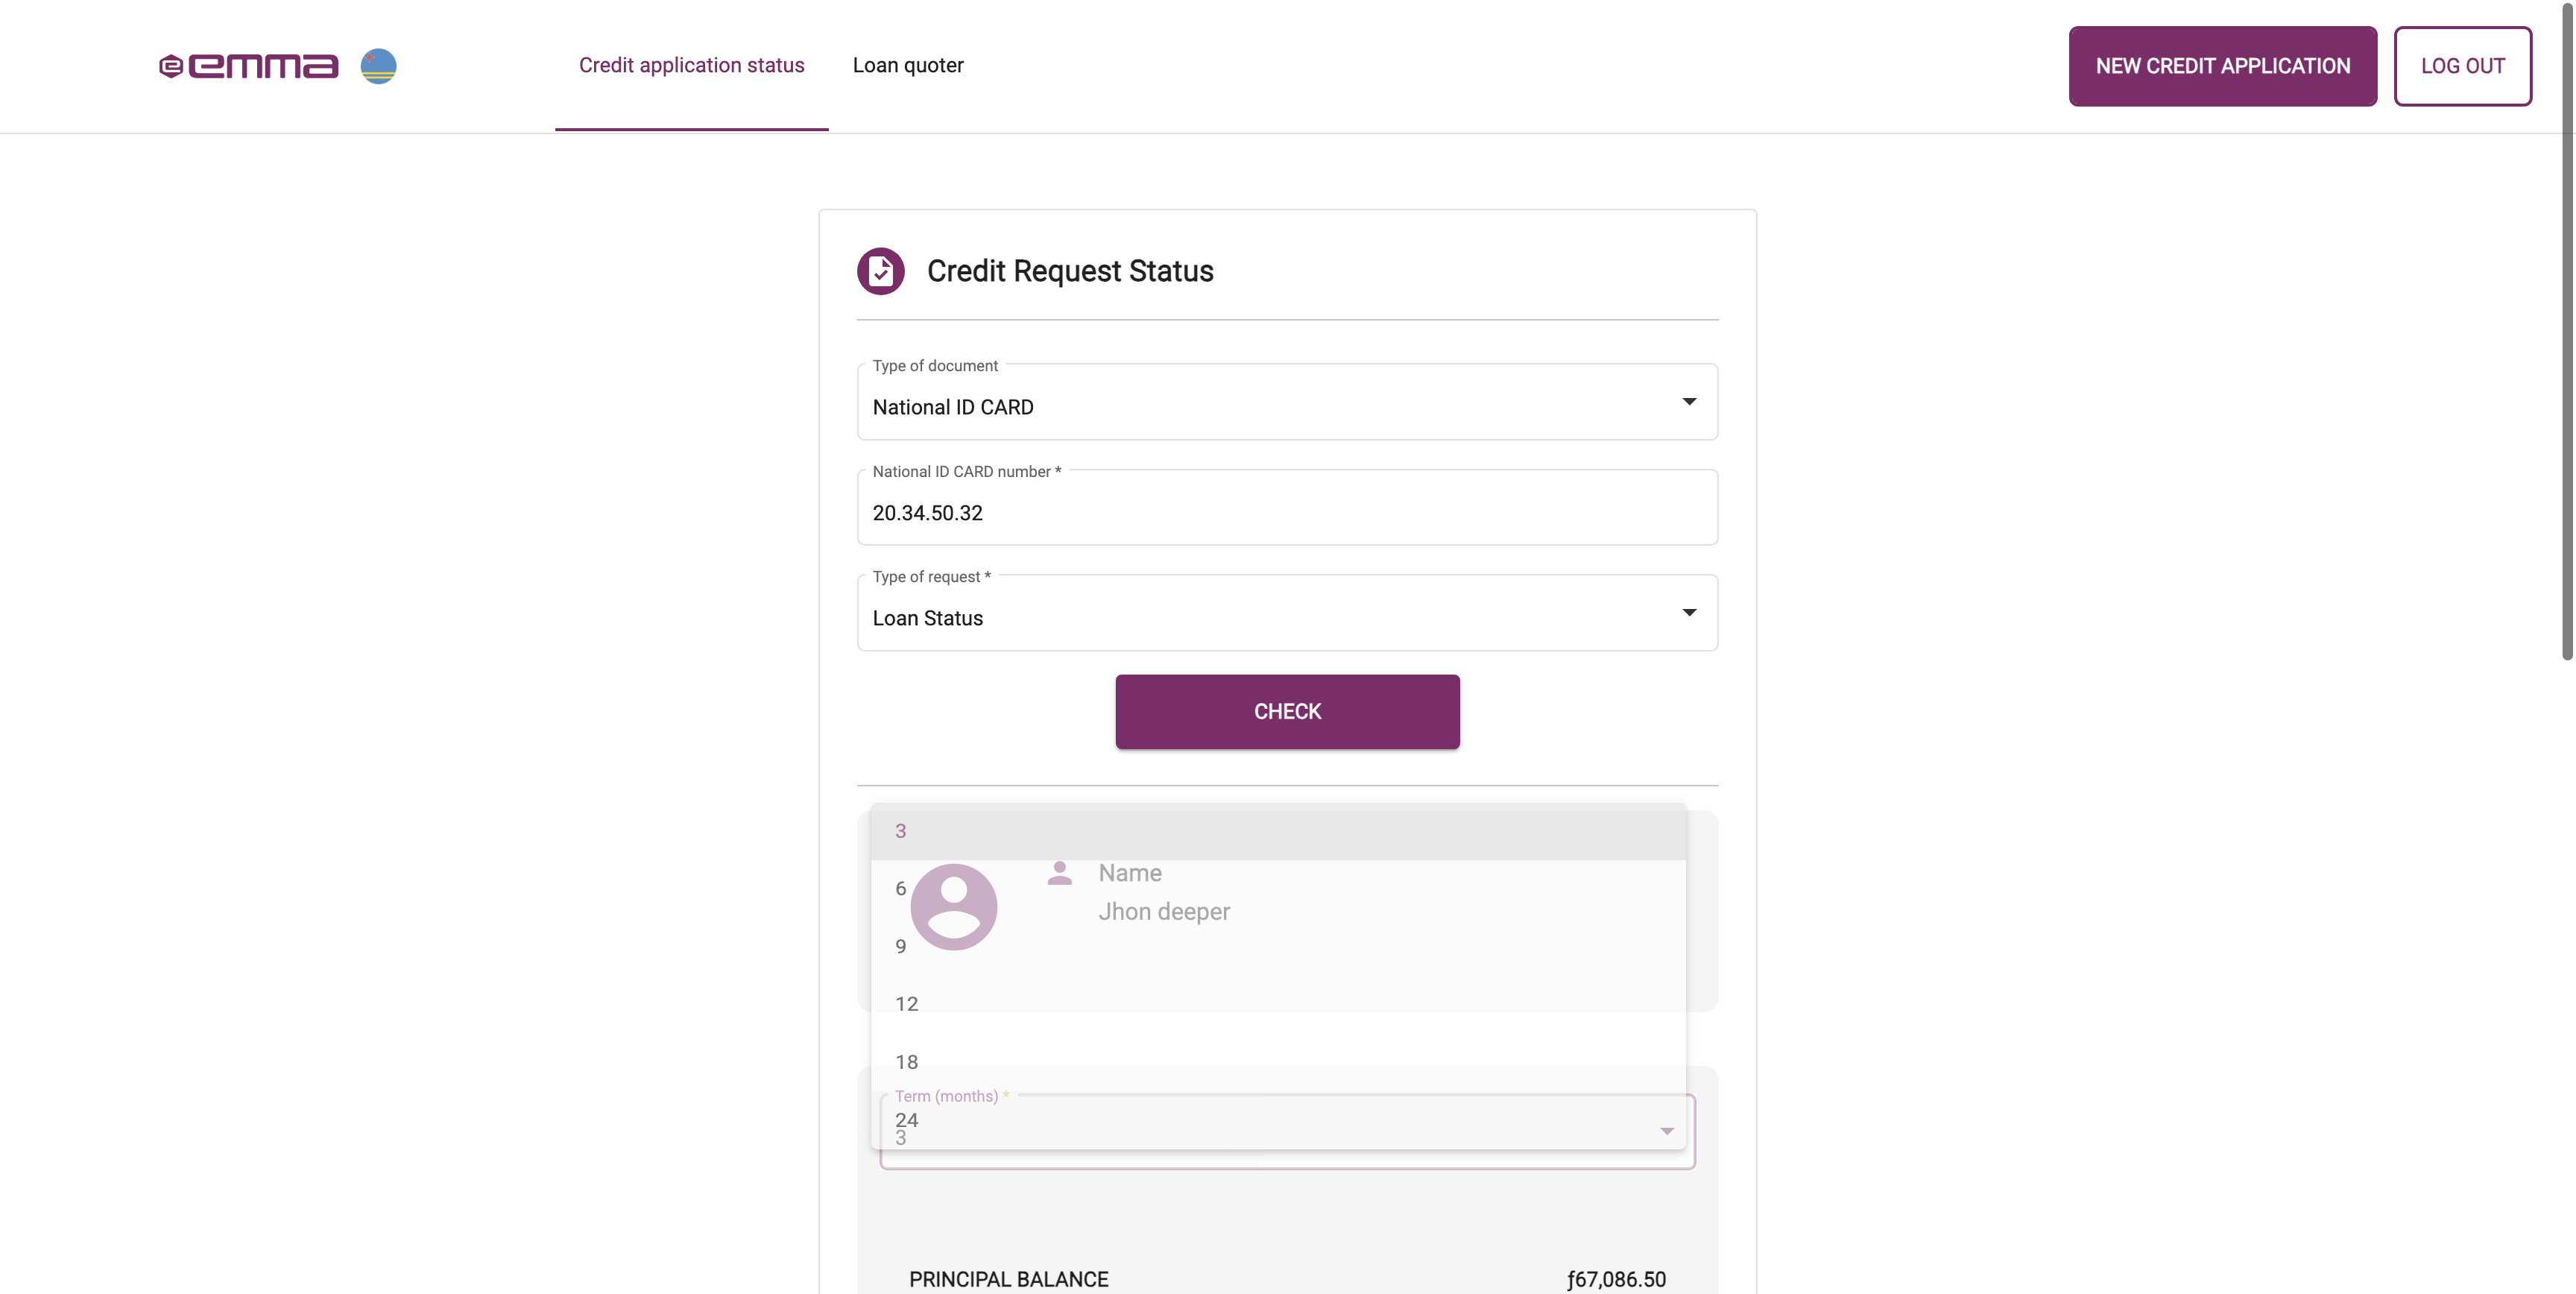 emma
Credit application status
Loan quoter
NEW CREDIT APPLICATION
LOG OUT
Credit Request Status
Type of document
National ID CARD
National ID CARD number *
20.34.50.32
Type of request *
Loan Status
CHECK
3
6
Name
Jhon deeper
9
12
18
Term (months) *
24
3
PRINCIPAL BALANCE
ƒ67,086.50